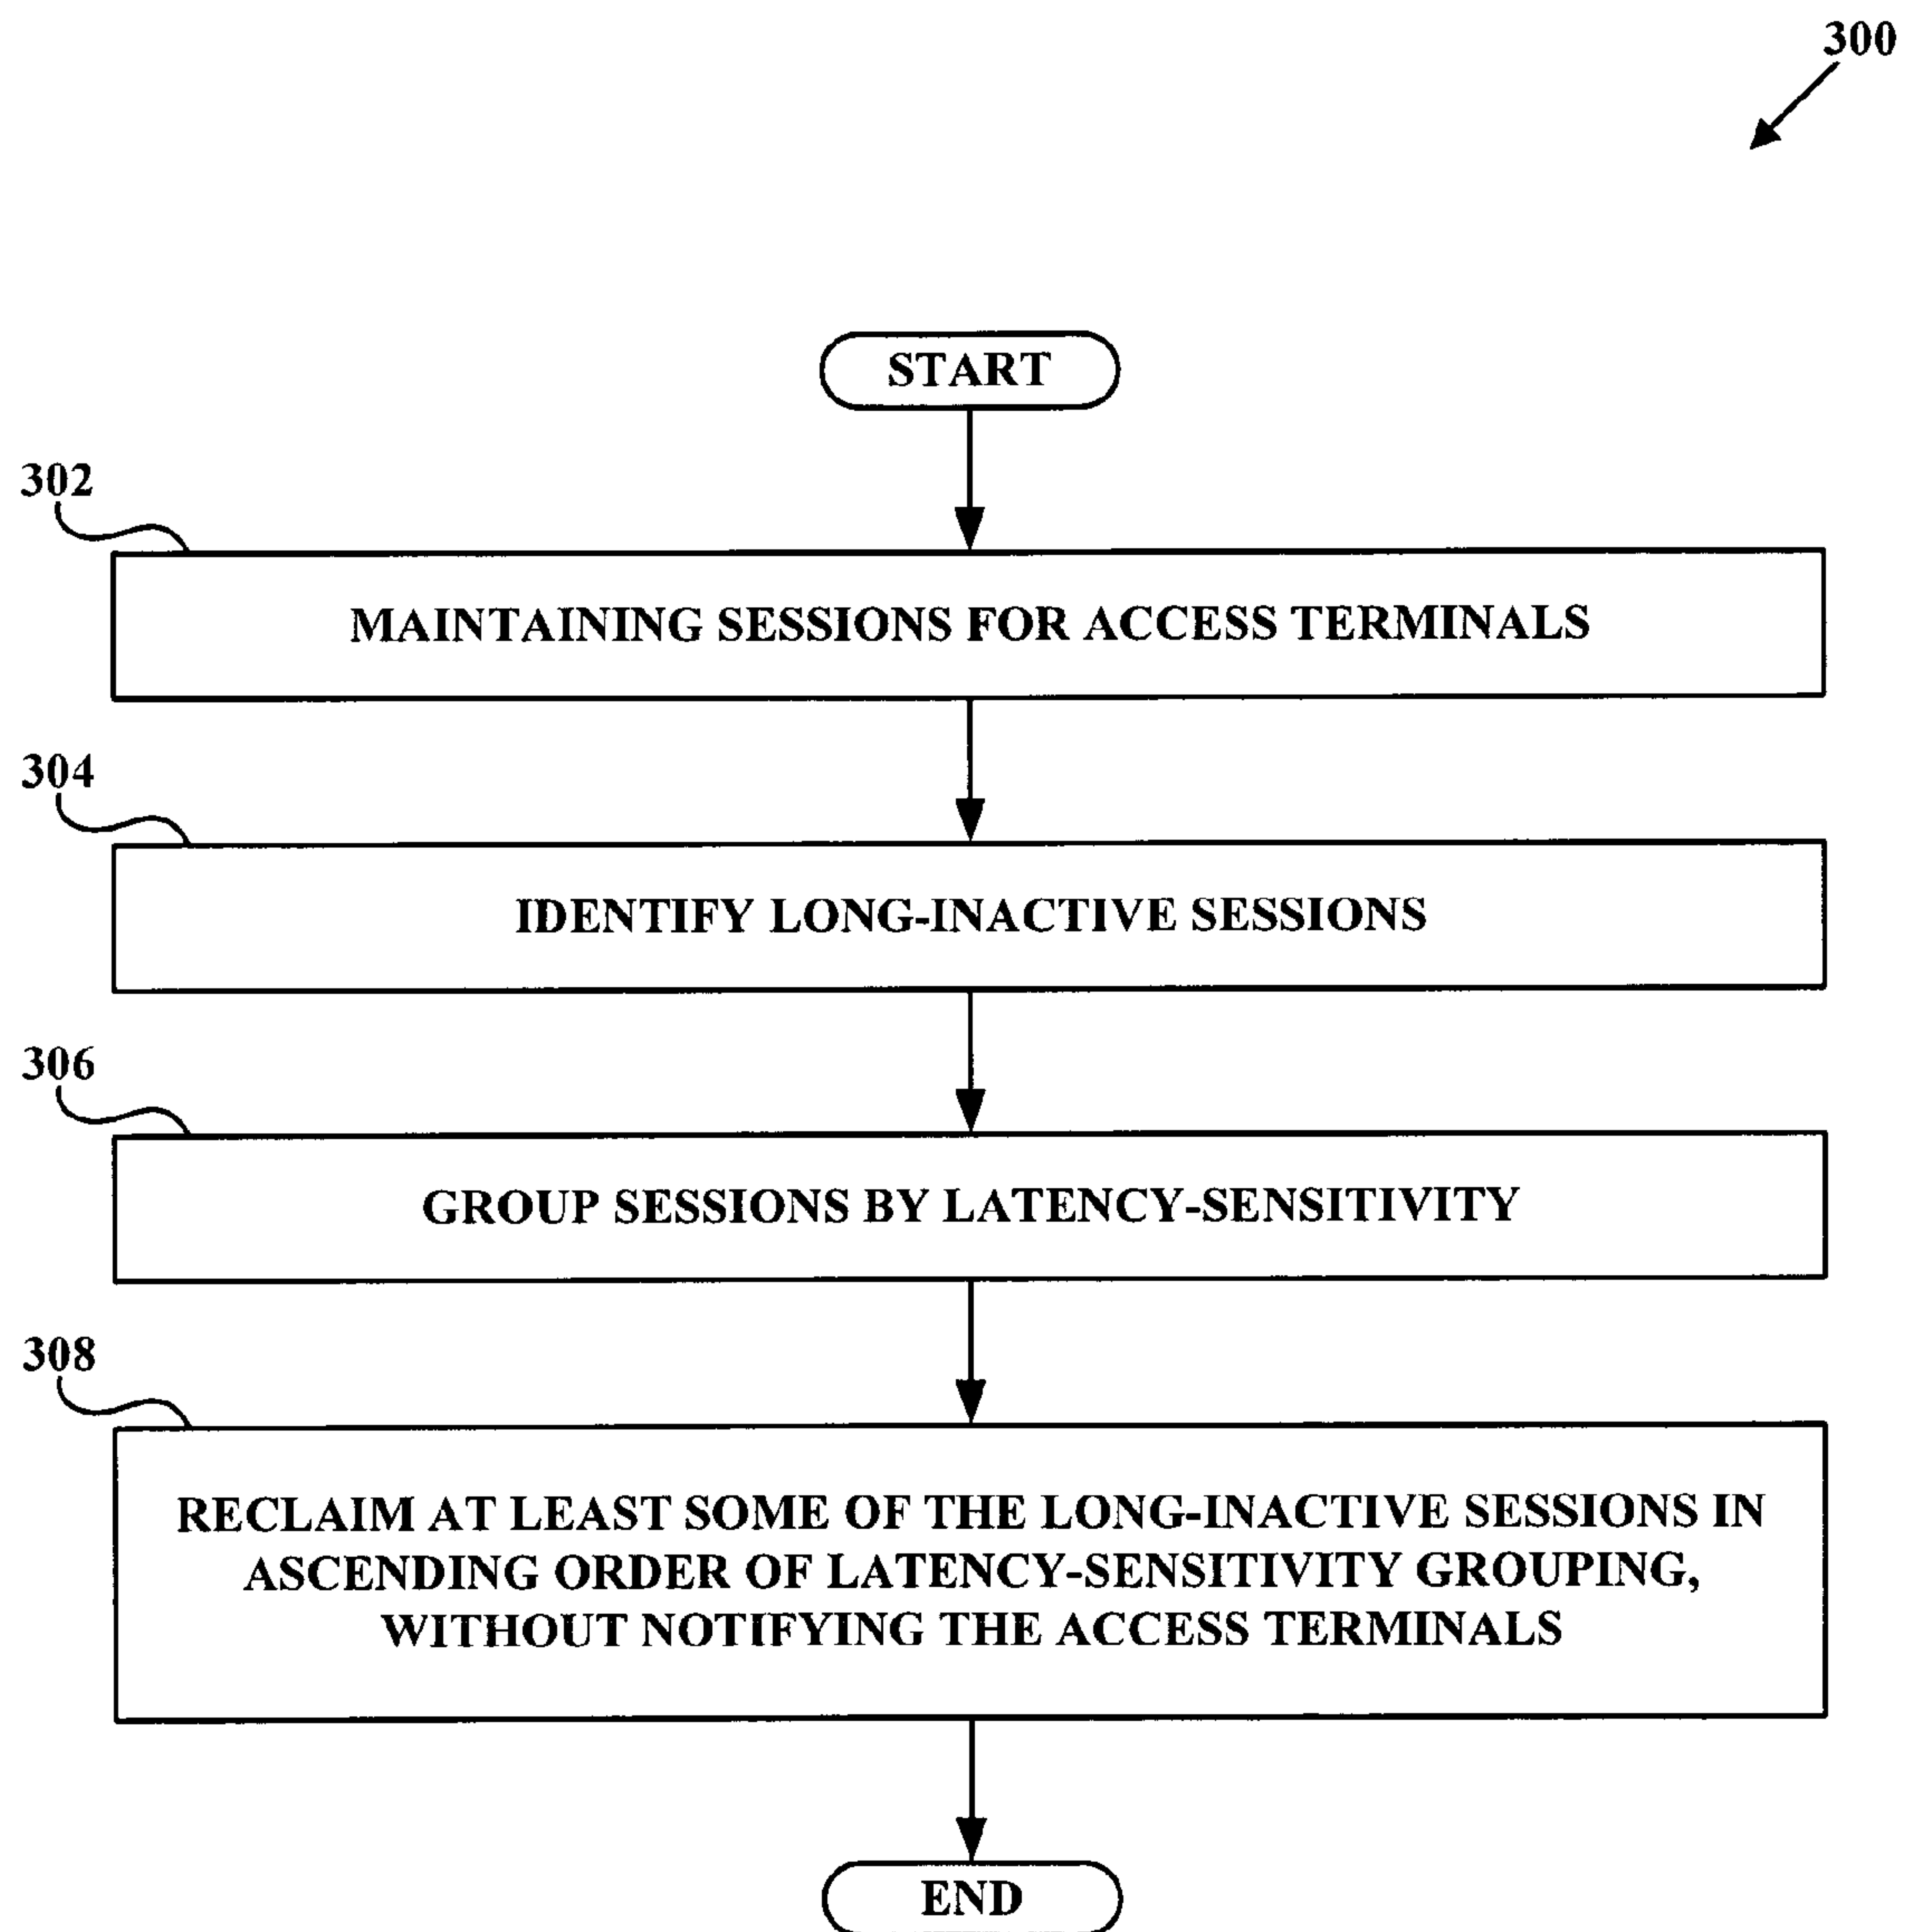 300
START
302
MAINTAINING SESSIONS FOR ACCESS TERMINALS
304
IDENTIFY LONG-INACTIVE SESSIONS
306
GROUP SESSIONS BY LATENCY-SENSITIVITY
308
RECLAIM AT LEAST SOME OF THE LONG-INACTIVE SESSIONS IN
ASCENDING ORDER OF LATENCY-SENSITIVITY GROUPING,
WITHOUT NOTIFYING THE ACCESS TERMINALS
END